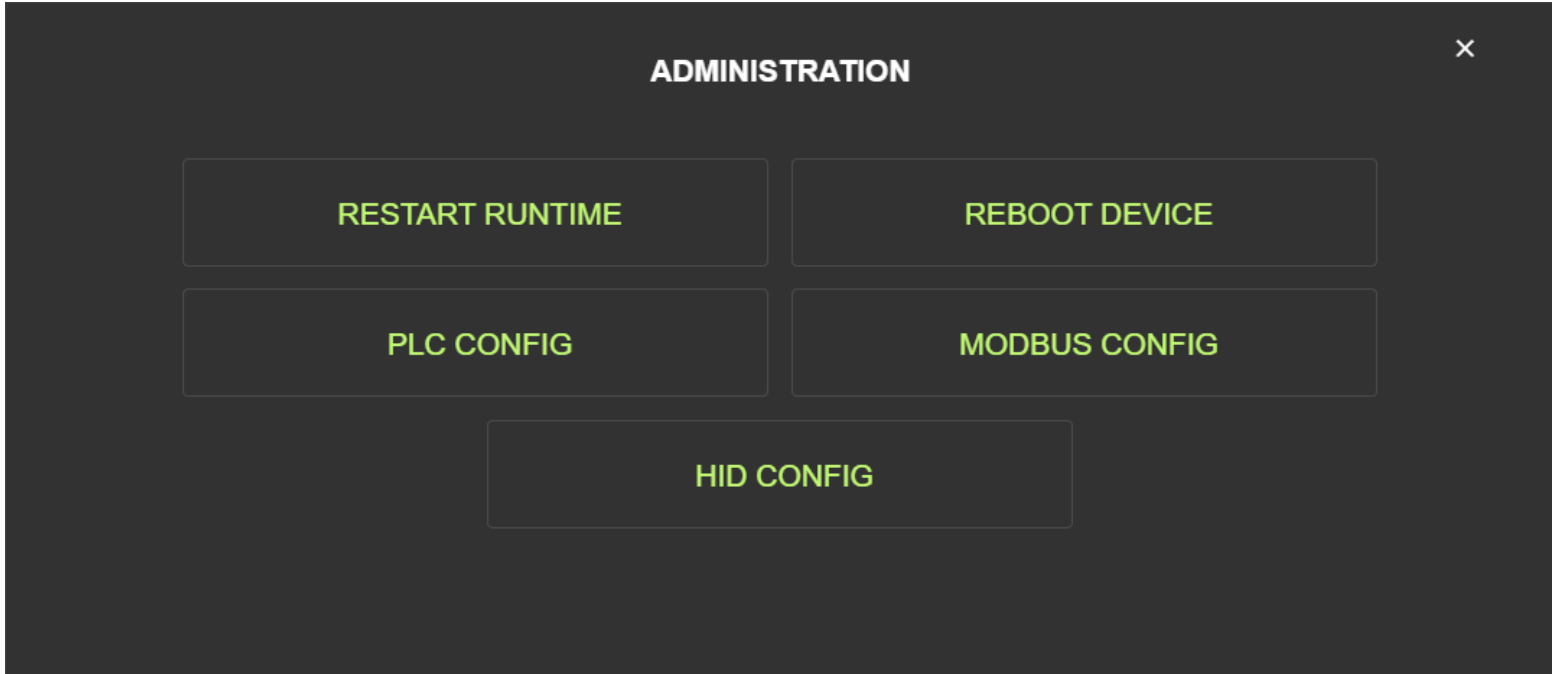 ADMINISTRATION
×
RESTART RUNTIME
REBOOT DEVICE
PLC CONFIG
MODBUS CONFIG
HID CONFIG